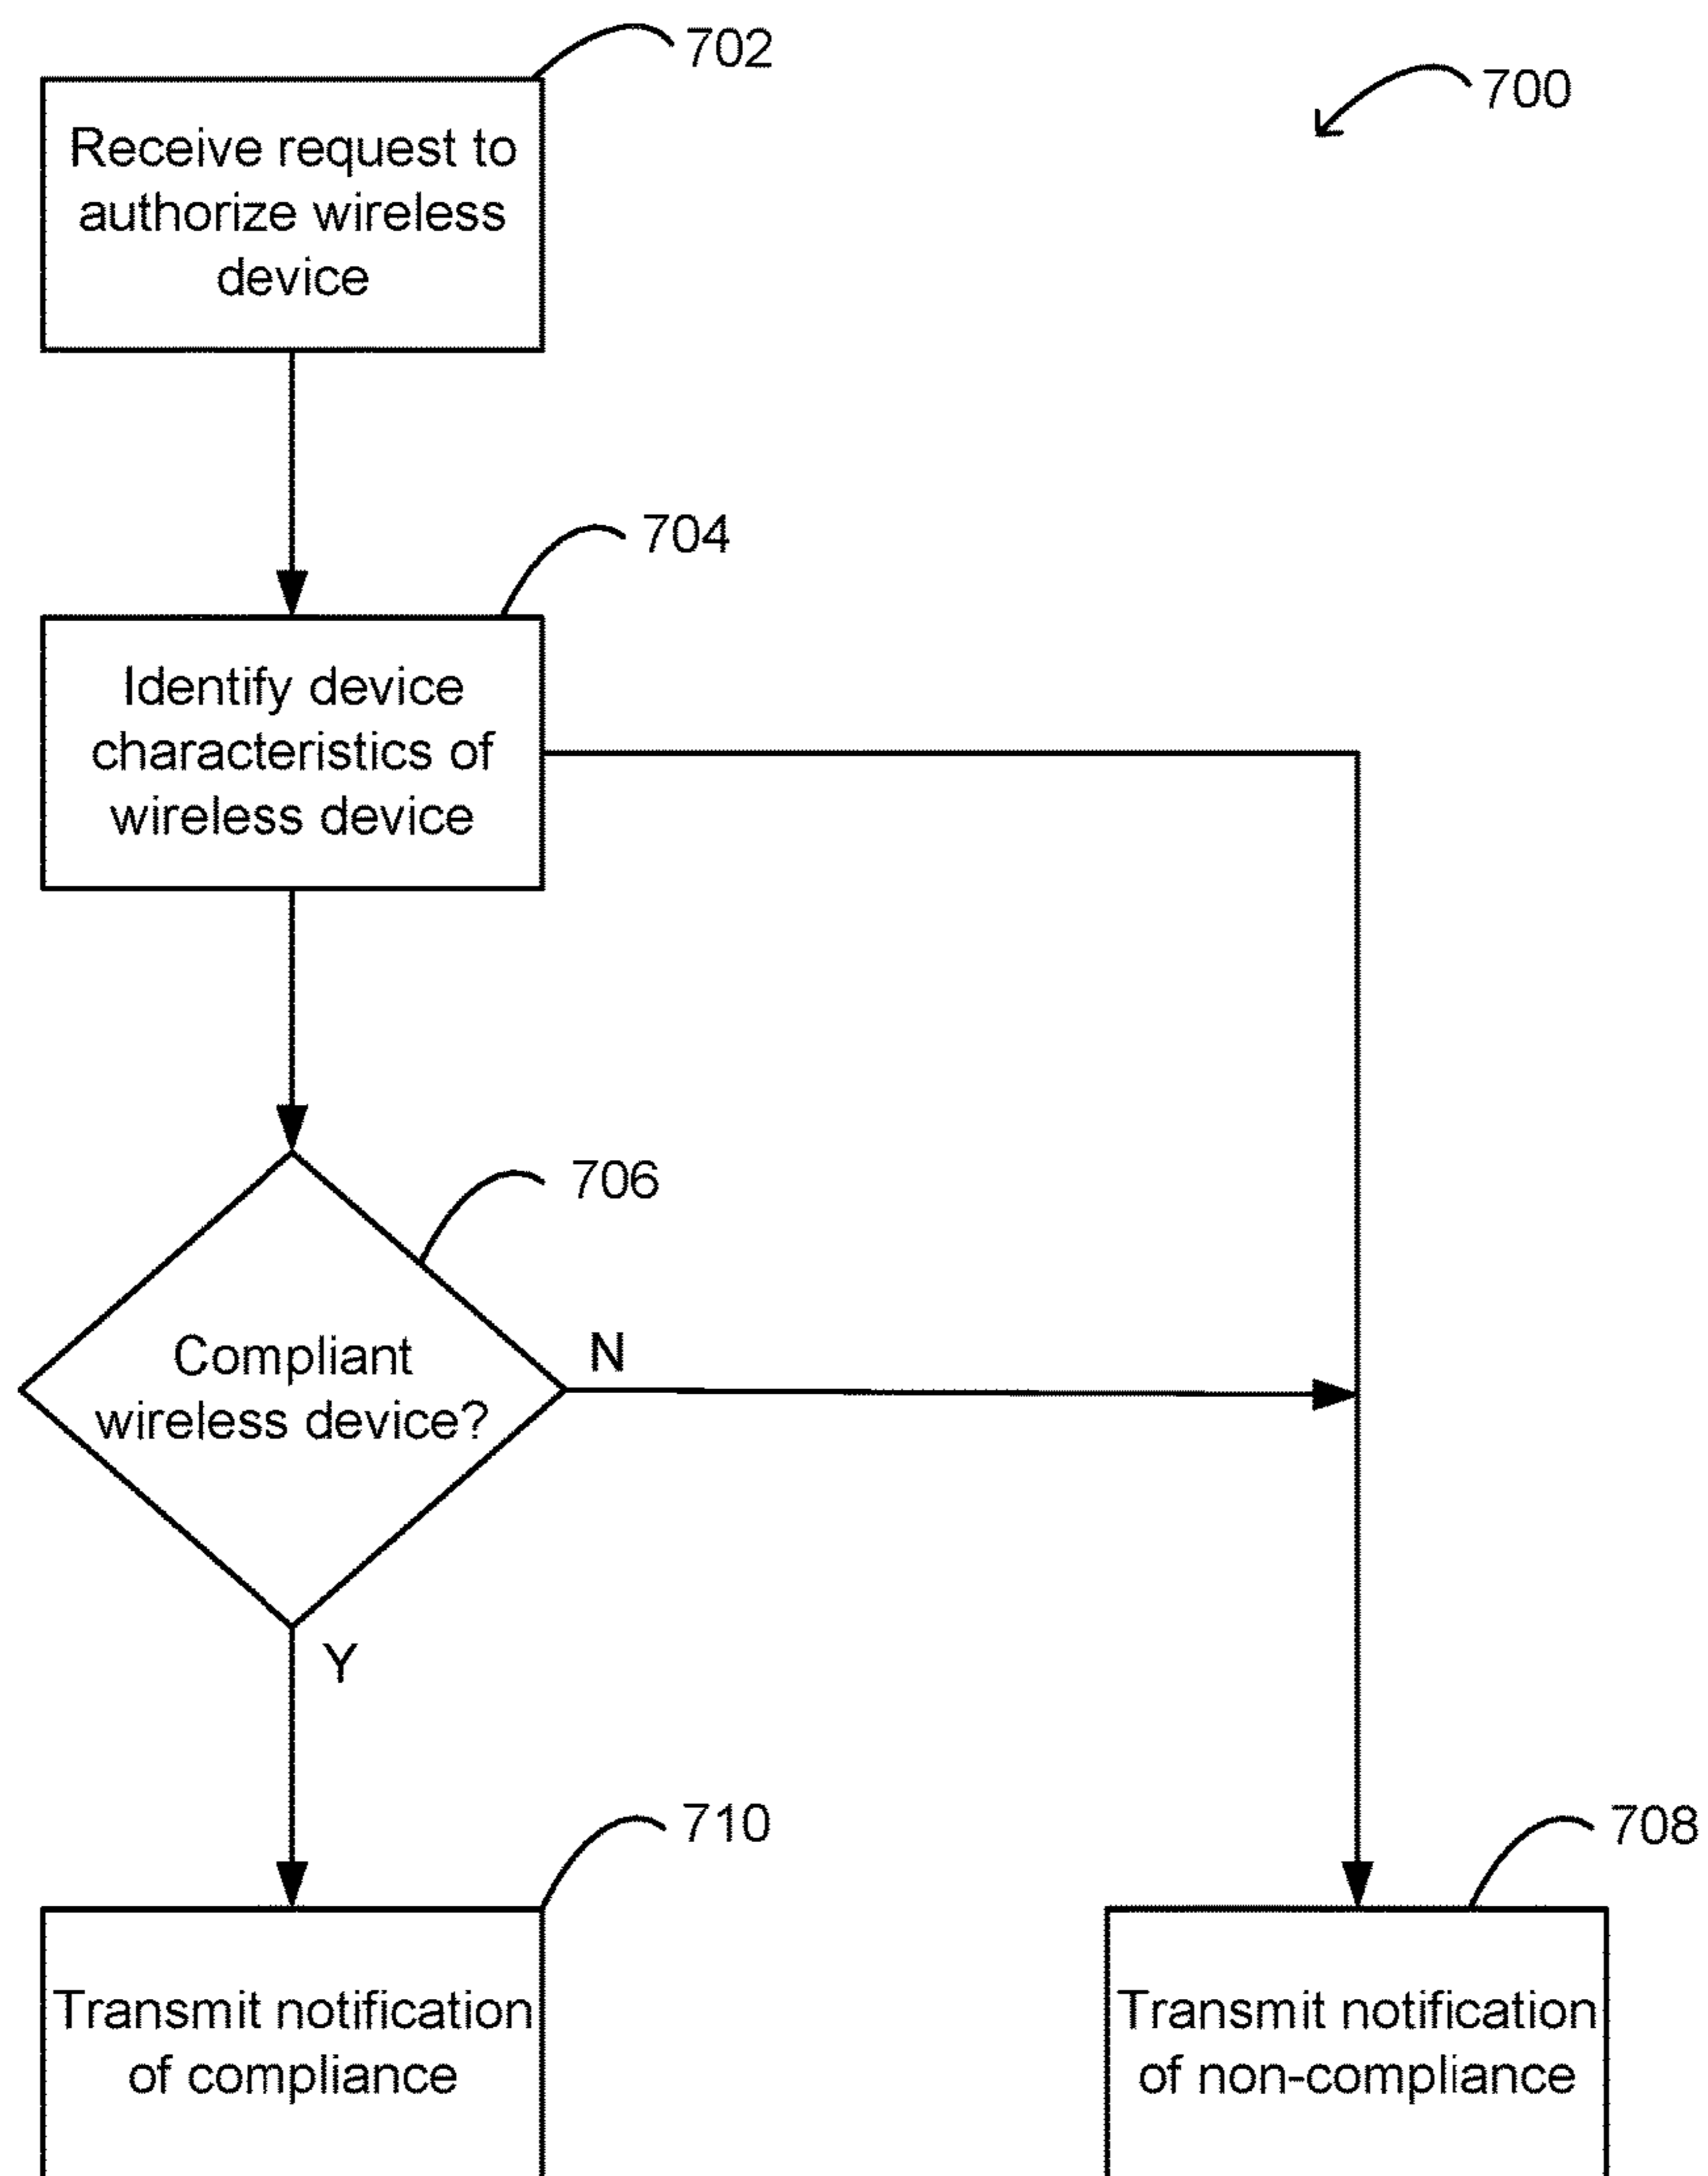 702
700
Receive request to
authorize wireless
device
704
Identify device
characteristics of
wireless device
706
Compliant
wireless device?
N
Y
710
708
Transmit notification
of compliance
Transmit notification
of non-compliance